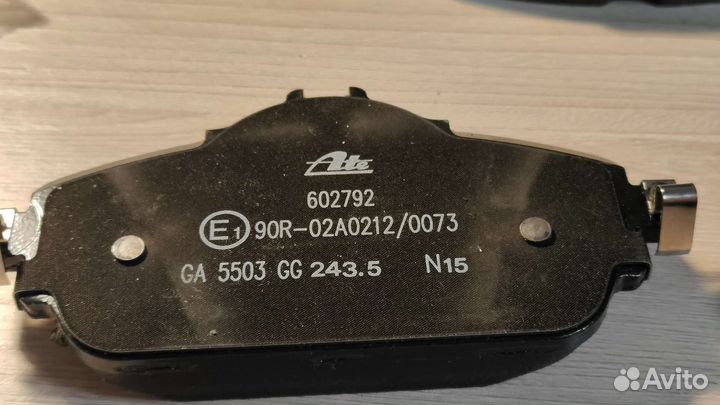 Ate
602792
E1 90R-02A0212/0073
GA 5503 GG 243.5 N15
Avito